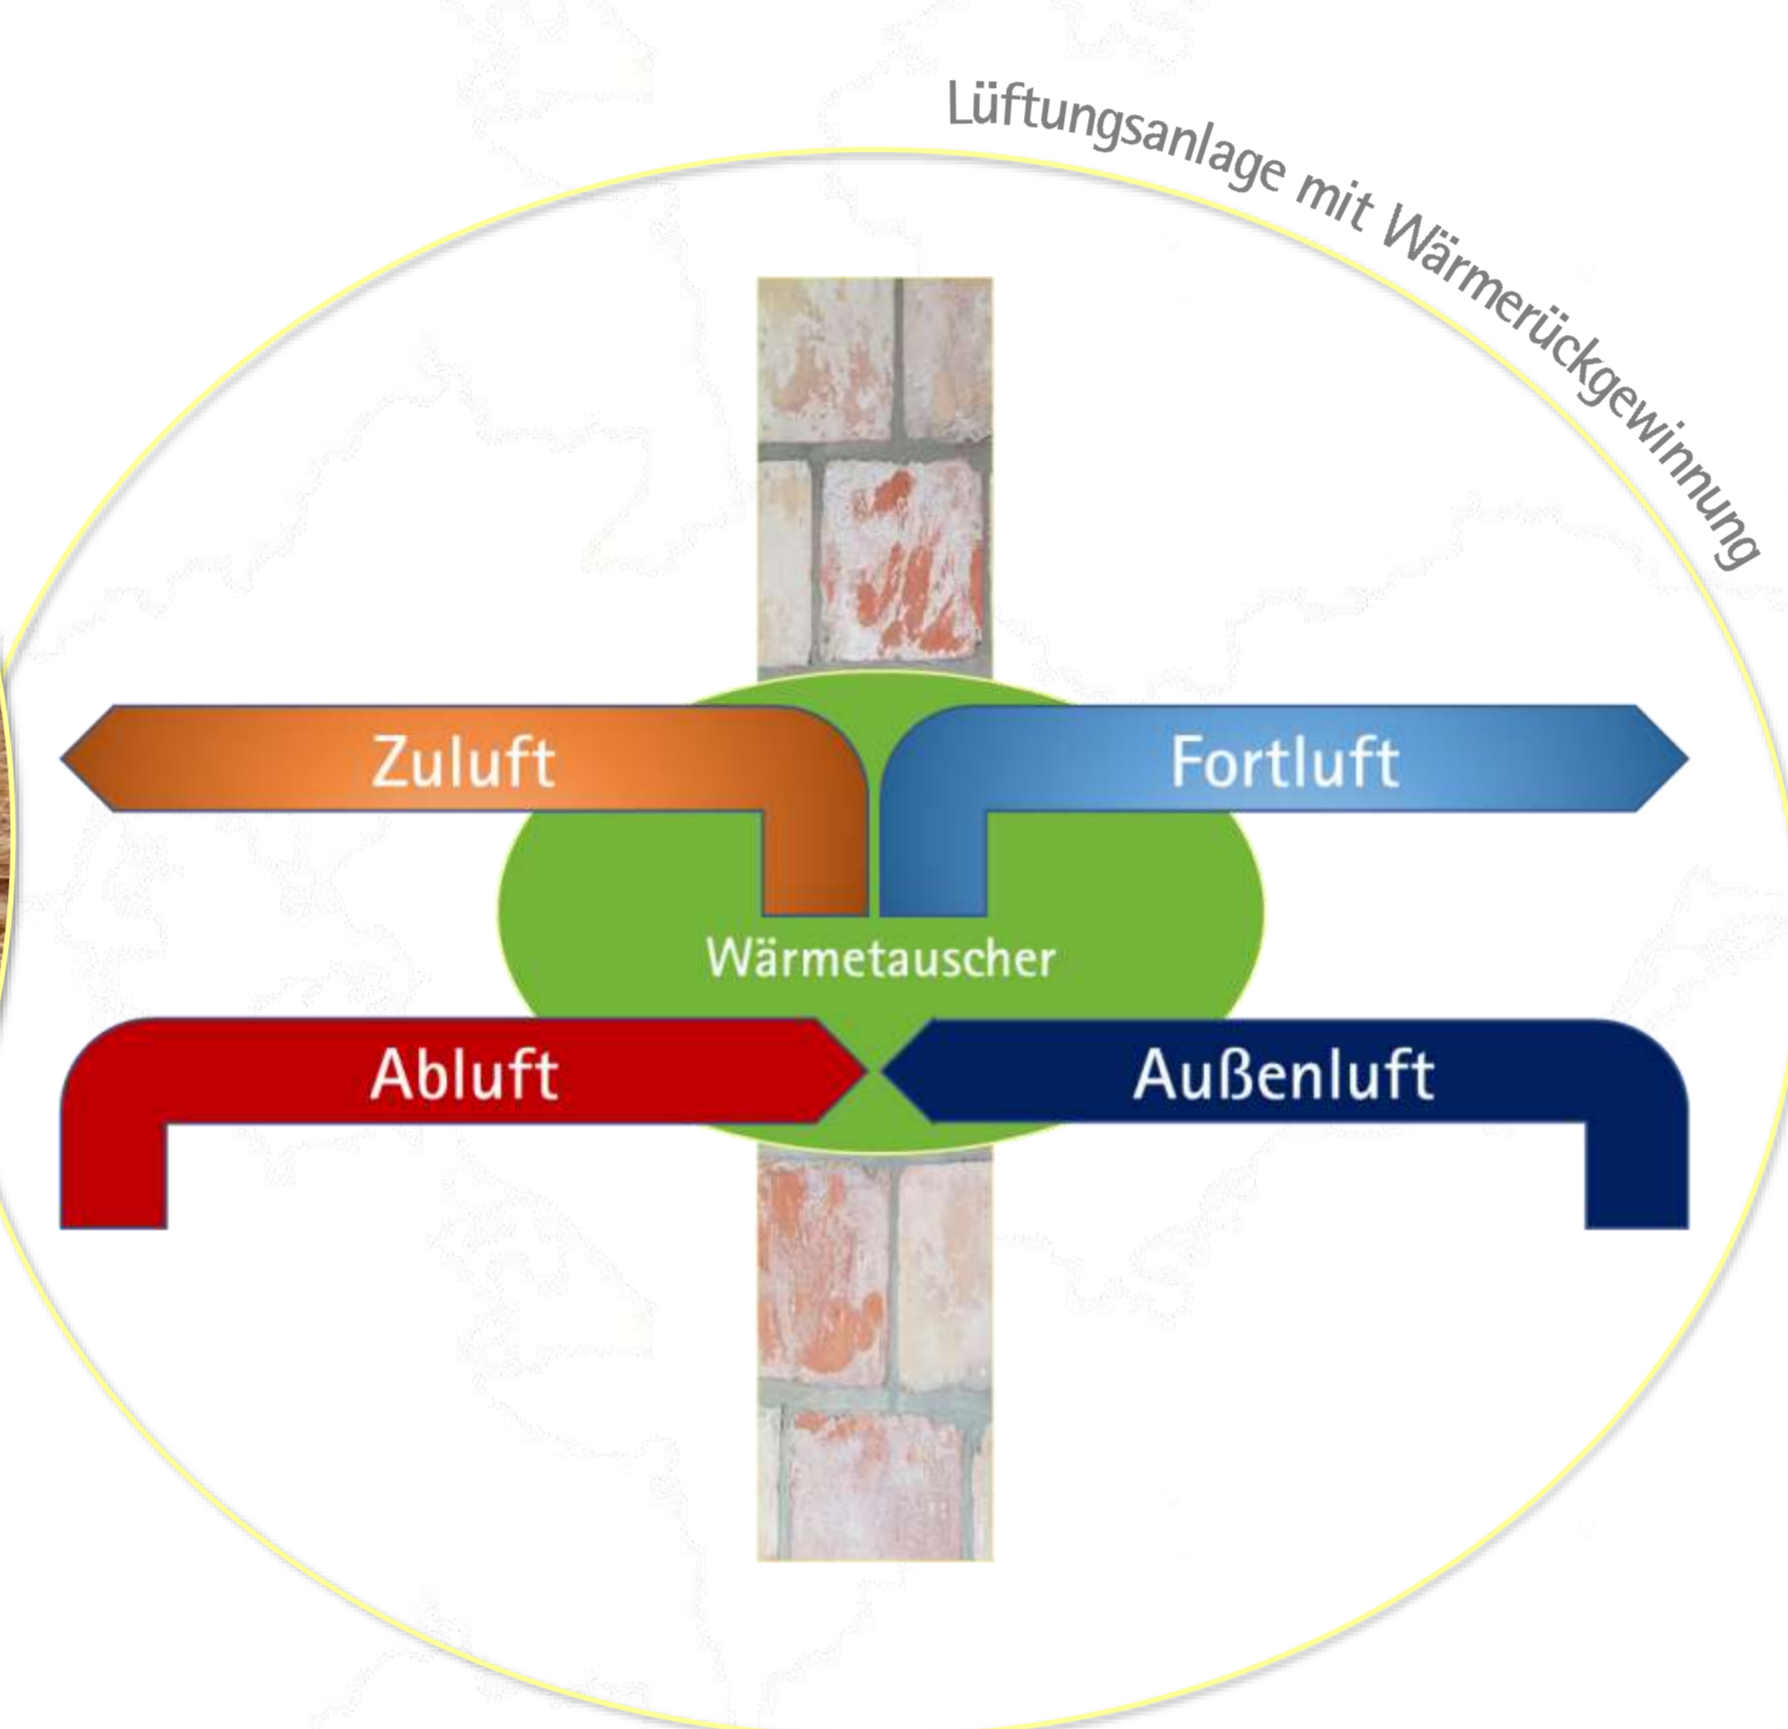 Lüftungsanlage mit Wärmerückgewinnung
Zuluft
Fortluft
Wärmetauscher
Abluft
Außenluft